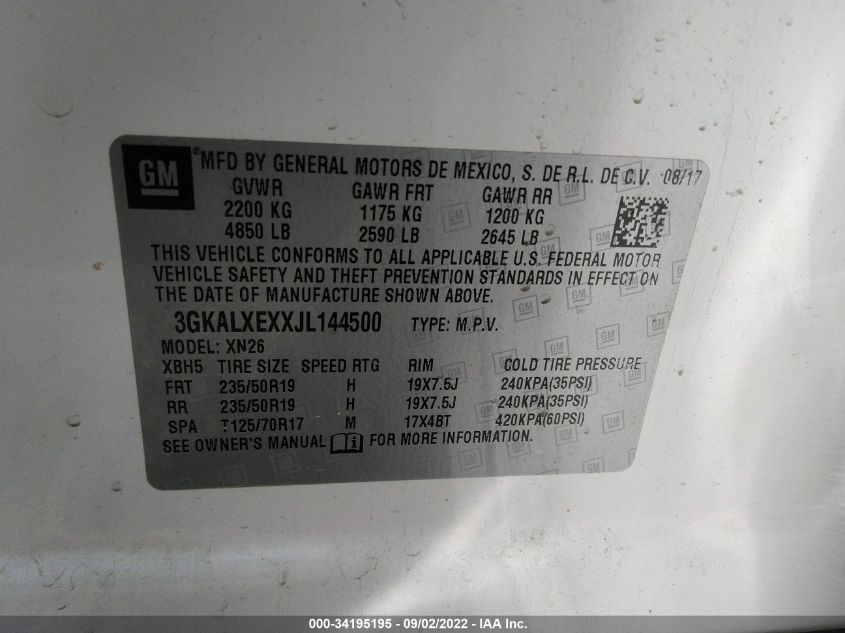 GM
*MFD BY GENERAL MOTORS DE MEXICO, S. DE R.L. DE C.V. 08/17
GVWR GAWR FRT GAWR RR
2200 KG 1175 KG 1200 KG
4850 LB 2590 LB 2645 LB
THIS VEHICLE CONFORMS TO ALL APPLICABLE U.S. FEDERAL MOTOR
VEHICLE SAFETY AND THEFT PREVENTION STANDARDS IN EFFECT ON
THE DATE OF MANUFACTURE SHOWN ABOVE.
3GKALXEXXJL144500 TYPE: M.P.V.
MODEL: XN26
XBH5 TIRE SIZE SPEED RTG RIM COLD TIRE PRESSURE
FRT 235/50R19 H 19X7.5J 240KPA(35PSI)
RR 235/50R19 H 19X7.5J 240KPA(35PSI)
SPA T125/70R17 M 17X4BT 420KPA(60PSI)
SEE OWNER'S MANUAL FOR MORE INFORMATION.
000-34195195 - 09/02/2022 - IAA Inc.